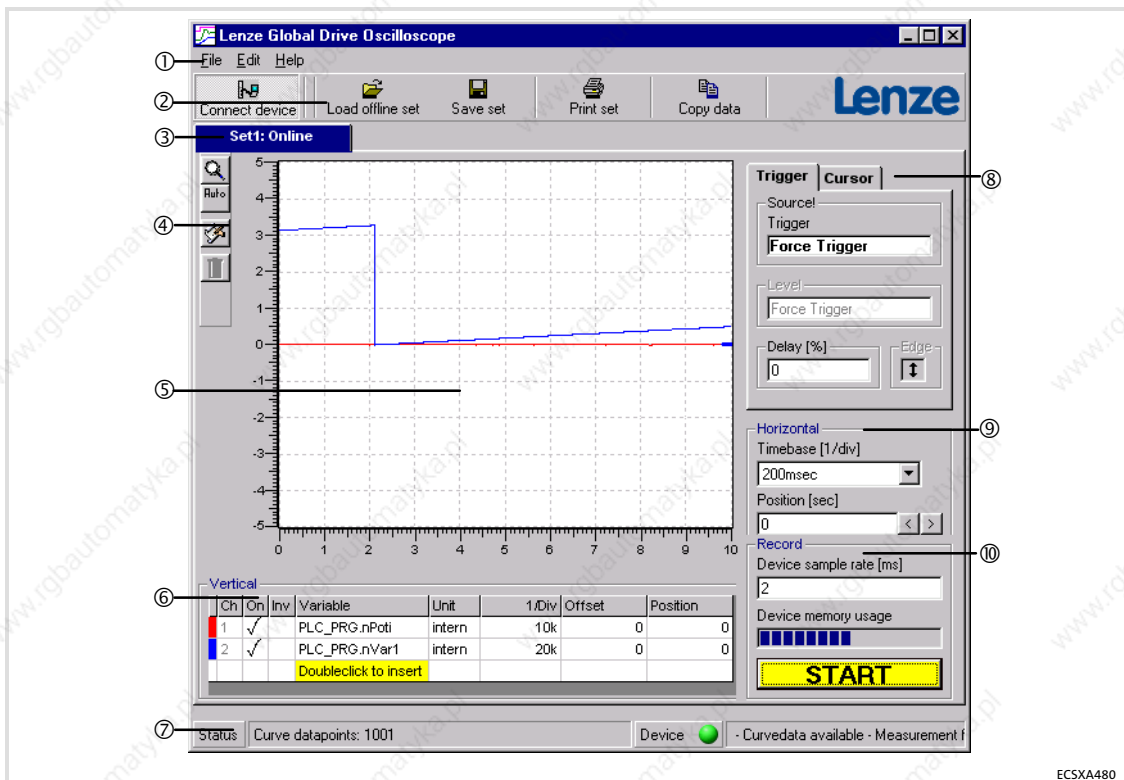 Lenze Global Drive Oscilloscope
① File Edit Help
② Connect device Load offline set Save set Print set Copy data Lenze
③ Set1: Online
Auto
④
5
4
3
2
1
0
-1
-2
-3
-4
-5
0 1 2 3 4 5 6 7 8 9 10
⑤
Trigger Cursor ⑧
Source!
Trigger
Force Trigger
Level
Force Trigger
Delay [%] Edge
0
Horizontal ⑨
Timebase [1/div]
200msec
Position [sec]
0 < >
Record ⑩
Device sample rate [ms]
2
Device memory usage
START
Vertical
⑥ Ch On Inv Variable Unit 1/Div Offset Position
1 √ PLC_PRG.nPoti intern 10k 0 0
2 √ PLC_PRG.nVar1 intern 20k 0 0
Doubleclick to insert
⑦ Status Curve datapoints: 1001 Device - Curvedata available - Measurement f
ECSXA480
www.rgbautomatyka.pl